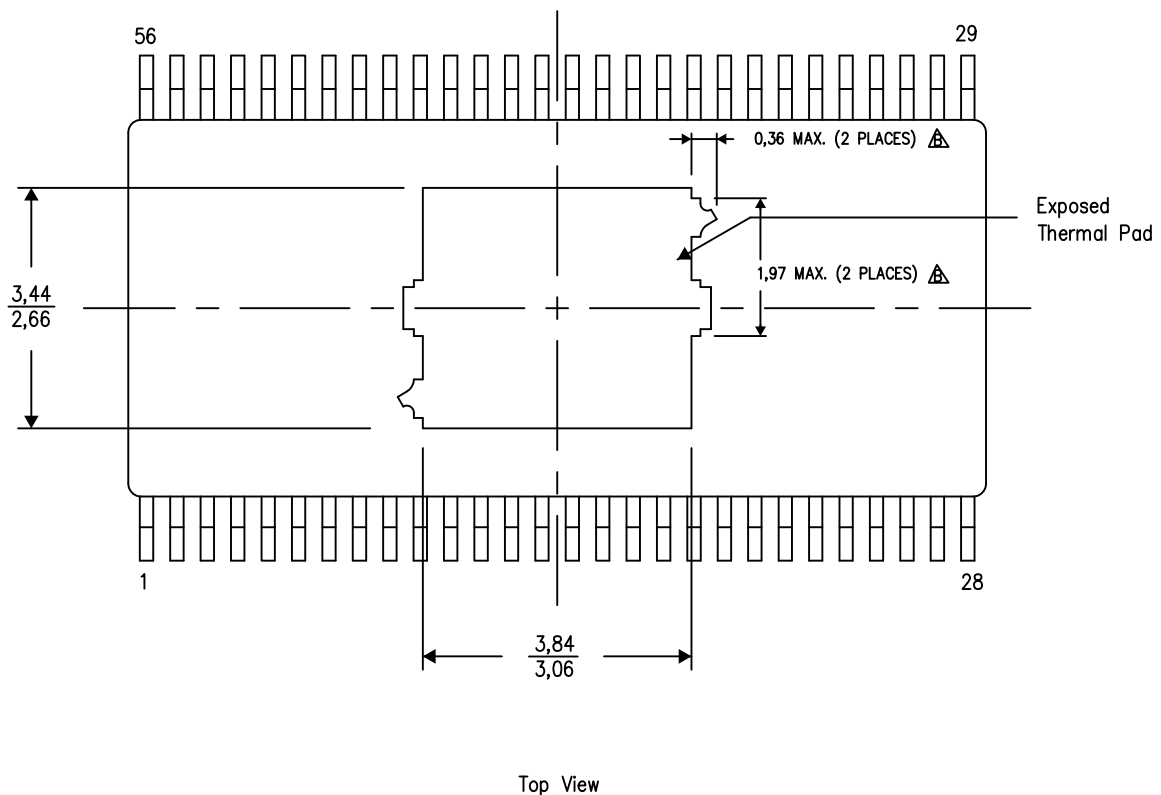 56
29
0,36 MAX. (2 PLACES) B
Exposed
Thermal Pad
1,97 MAX. (2 PLACES) B
3,44
2,66
1
28
3,84
3,06
Top View